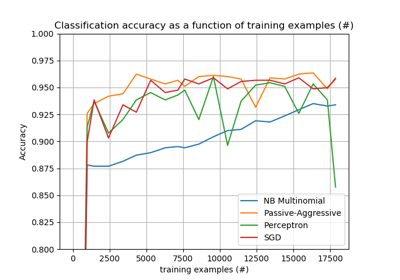 Classification accuracy as a function of training examples (#)
1.000
0.975
0.950
0.925
0.900
0.875
0.850
0.825
0.800
Accuracy
NB Multinomial
Passive-Aggressive
Perceptron
SGD
0 2500 5000 7500 10000 12500 15000 17500
training examples (#)